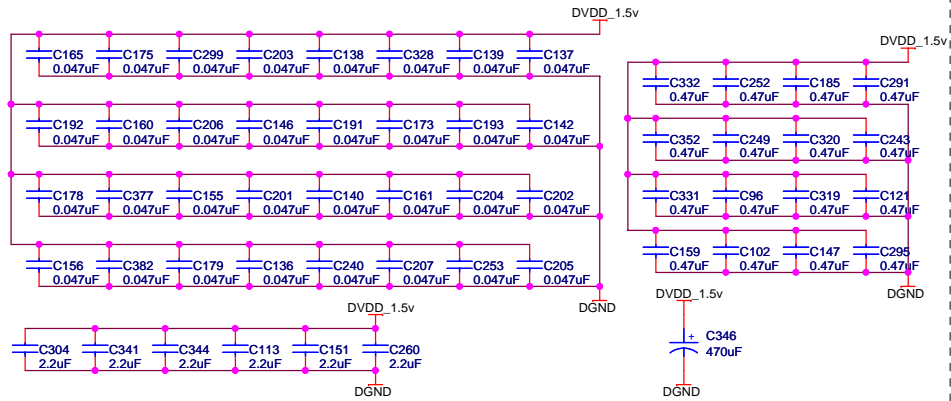 DVDD_1.5v
C165 C175 C299 C203 C138 C328 C139 C137
0.047uF 0.047uF 0.047uF 0.047uF 0.047uF 0.047uF 0.047uF 0.047uF
C192 C160 C206 C146 C191 C173 C193 C142
0.047uF 0.047uF 0.047uF 0.047uF 0.047uF 0.047uF 0.047uF 0.047uF
C178 C377 C155 C201 C140 C161 C204 C202
0.047uF 0.047uF 0.047uF 0.047uF 0.047uF 0.047uF 0.047uF 0.047uF
C156 C382 C179 C136 C240 C207 C253 C205
0.047uF 0.047uF 0.047uF 0.047uF 0.047uF 0.047uF 0.047uF 0.047uF
DGND
DVDD_1.5v
C332 C252 C185 C291
0.47uF 0.47uF 0.47uF 0.47uF
C352 C249 C320 C243
0.47uF 0.47uF 0.47uF 0.47uF
C331 C96 C319 C121
0.47uF 0.47uF 0.47uF 0.47uF
C159 C102 C147 C295
0.47uF 0.47uF 0.47uF 0.47uF
DGND
DVDD_1.5v
C304 C341 C344 C113 C151 C260
2.2uF 2.2uF 2.2uF 2.2uF 2.2uF 2.2uF
DGND
DVDD_1.5v
+ C346
470uF
DGND